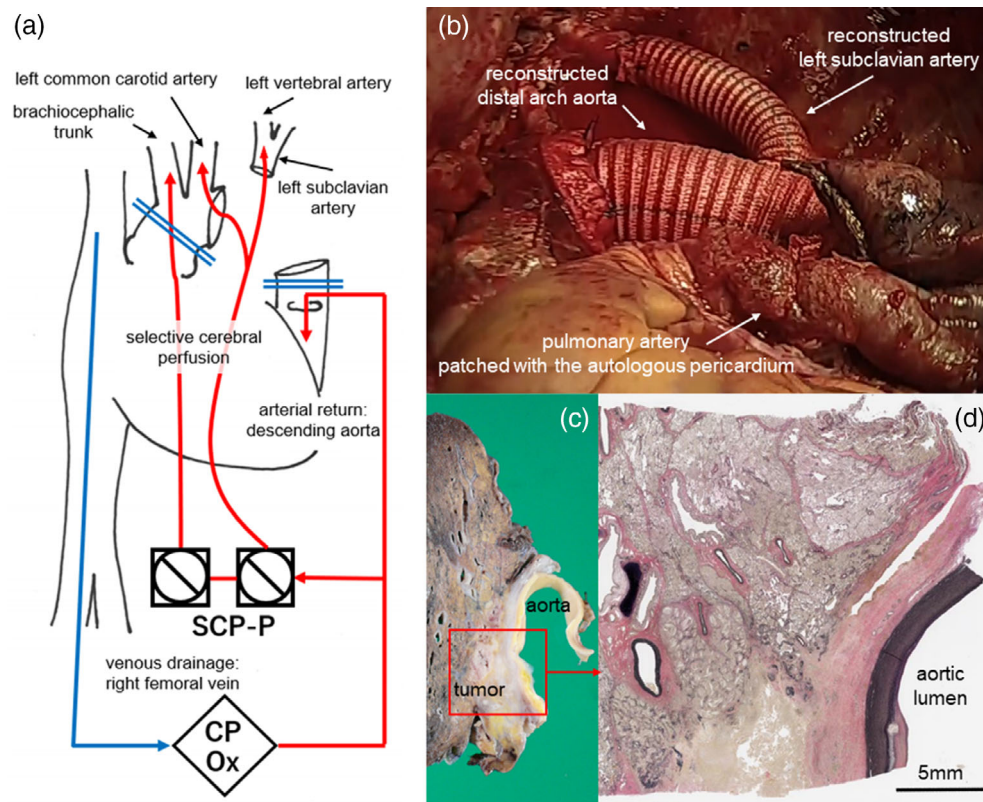 (a)
left common carotid artery
left vertebral artery
brachiocephalic
trunk
left subclavian
artery
selective cerebral
perfusion
arterial return:
descending aorta
SCP-P
venous drainage:
right femoral vein
CP
Ox
(b)
reconstructed
left subclavian artery
reconstructed
distal arch aorta
pulmonary artery
patched with the autologous pericardium
(c)
aorta
tumor
(d)
aortic
lumen
5mm